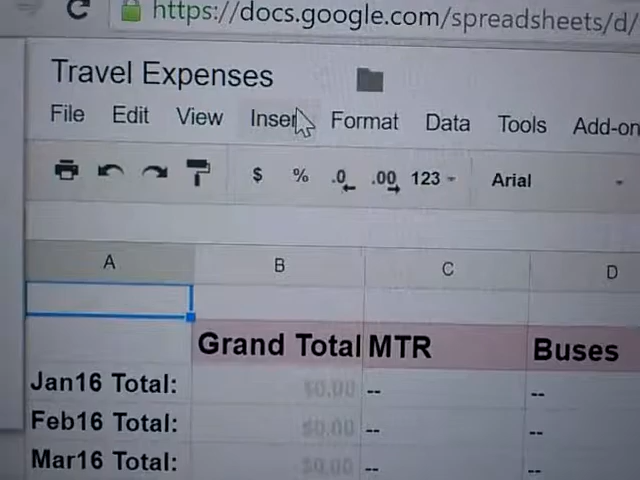 https://docs.google.com/spreadsheets/d/
Travel Expenses
File Edit View Insert Format Data Tools Add-on
$ % .0 .00 123 Arial
A B C D
Grand Total MTR Buses
Jan16 Total: $0.00 -- --
Feb16 Total: $0.00 -- --
Mar16 Total: $0.00 -- --